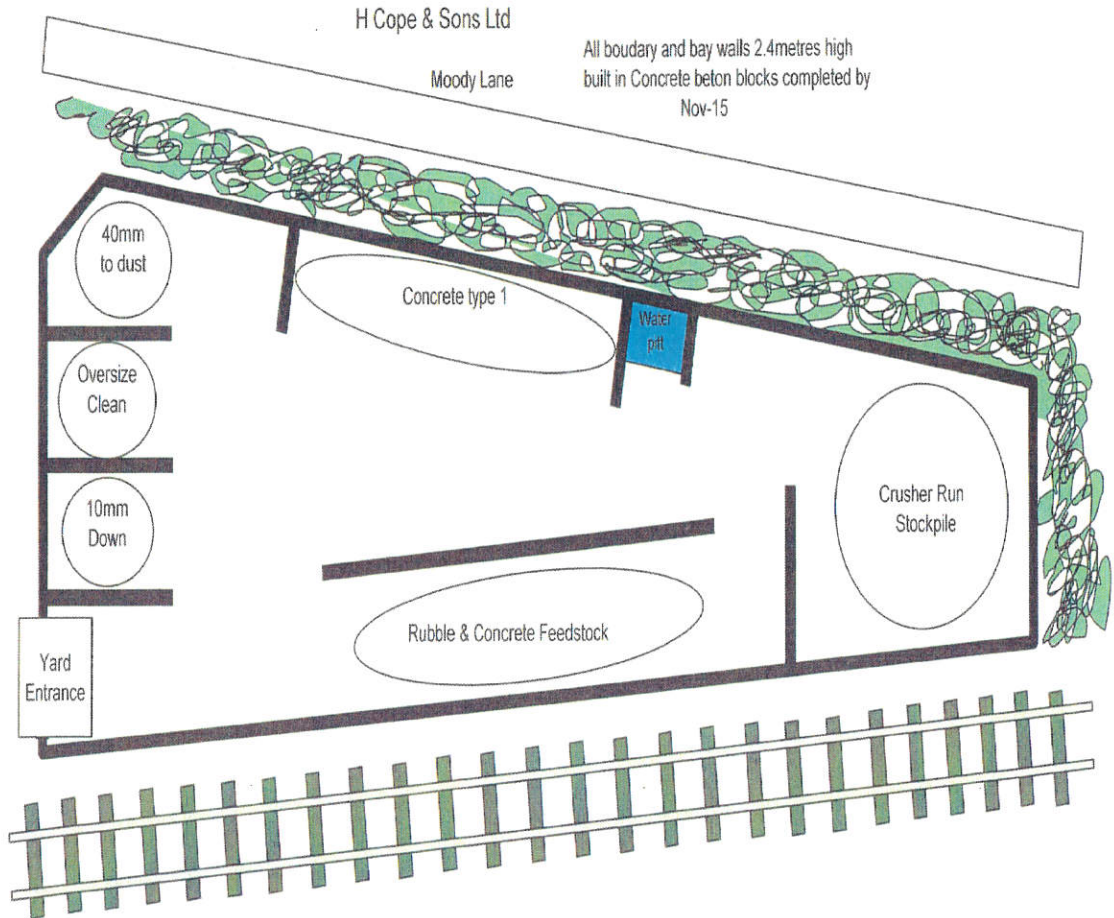 H Cope & Sons Ltd
Moody Lane
All boudary and bay walls 2.4metres high
built in Concrete beton blocks completed by
Nov-15
40mm
to dust
Concrete type 1
Water
pitt
Oversize
Clean
10mm
Down
Crusher Run
Stockpile
Rubble & Concrete Feedstock
Yard
Entrance